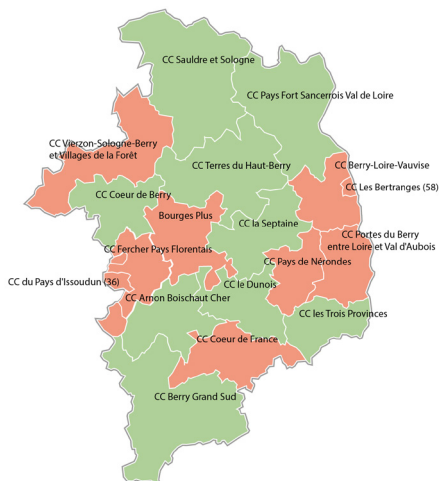 CC Sauldre et Sologne
CC Pays Fort Sancerrois Val de Loire
CC Vierzon-Sologne-Berry
et Villages de la Forêt
CC Terres du Haut-Berry
CC Berry-Loire-Vauvise
CC Les Bertranges (58)
CC Coeur de Berry
Bourges Plus
CC la Septaine
CC Portes du Berry
entre Loire et Val d'Aubois
CC Fercher Pays Florentais
CC Pays de Nérondes
CC du Pays d'Issoudun (36)
CC le Dunois
CC Arnon Boischaut Cher
CC les Trois Provinces
CC Coeur de France
CC Berry Grand Sud